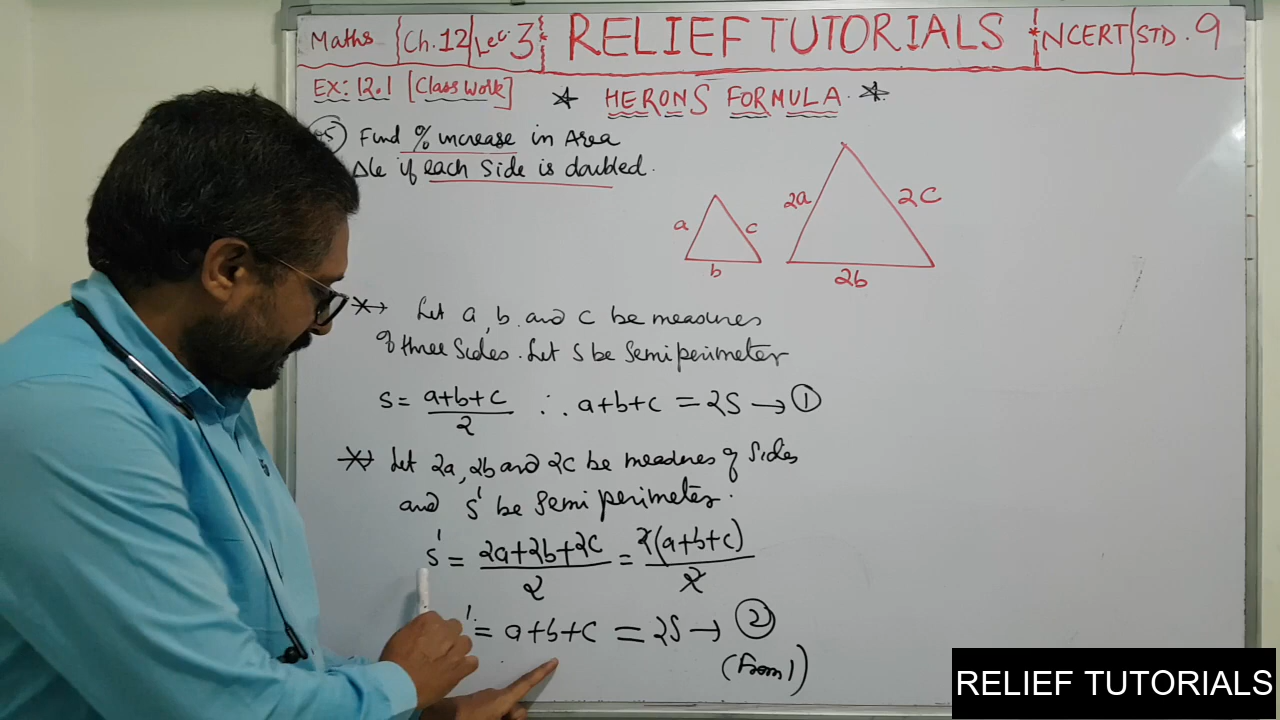 Maths Ch.12 Lec. 3 RELIEF TUTORIALS NCERT STD. 9
Ex: 12.1 [Class work] * HERONS FORMULA. *
5) Find % increase in Area
Δle if each side is doubled.
a
c
b
2a
2C
2b
Let a, b and c be measures
of three sides. Let S be Semiperimeter
S = a+b+c/2 ∴ a+b+c = 2S → ①
Let 2a, 2b and 2c be measures of sides
and S' be Semi perimeter.
S' = 2a+2b+2c/2 = 2(a+b+c)/2
' = a+b+c = 2S → ②
(from 1)
RELIEF TUTORIALS